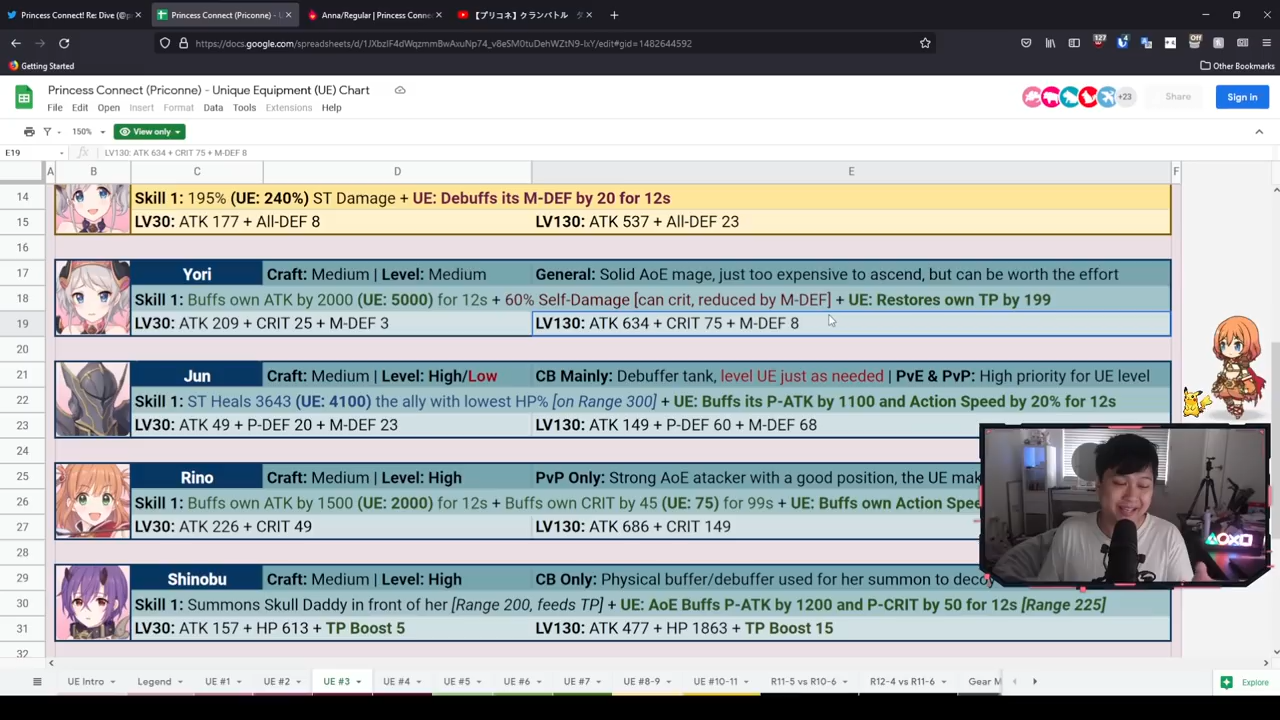 Princess Connect! Re: Dive (@p
Princess Connect (Priconne) - U
Anna/Regular | Princess Connec
【プリコネ】クランバトル
docs.google.com/spreadsheets/d/1JXbzIF4dWqzmmBwAxuNp74_v8eSM0tuDehWZtN9-IxY/edit#gid=1482644592
127
Off
Getting Started
Other Bookmarks
Princess Connect (Priconne) - Unique Equipment (UE) Chart
File Edit View Insert Format Data Tools Extensions Help
+23
Share
Sign in
150%
View only
E19
LV130: ATK 634 + CRIT 75 + M-DEF 8
A B C D E F
14 Skill 1: 195% (UE: 240%) ST Damage + UE: Debuffs its M-DEF by 20 for 12s
15 LV30: ATK 177 + All-DEF 8 LV130: ATK 537 + All-DEF 23
16
17 Yori Craft: Medium | Level: Medium General: Solid AoE mage, just too expensive to ascend, but can be worth the effort
18 Skill 1: Buffs own ATK by 2000 (UE: 5000) for 12s + 60% Self-Damage [can crit, reduced by M-DEF] + UE: Restores own TP by 199
19 LV30: ATK 209 + CRIT 25 + M-DEF 3 LV130: ATK 634 + CRIT 75 + M-DEF 8
20
21 Jun Craft: Medium | Level: High/Low CB Mainly: Debuffer tank, level UE just as needed | PvE & PvP: High priority for UE level
22 Skill 1: ST Heals 3643 (UE: 4100) the ally with lowest HP% [on Range 300] + UE: Buffs its P-ATK by 1100 and Action Speed by 20% for 12s
23 LV30: ATK 49 + P-DEF 20 + M-DEF 23 LV130: ATK 149 + P-DEF 60 + M-DEF 68
24
25 Rino Craft: Medium | Level: High PvP Only: Strong AoE attacker with a good position, the UE mak
26 Skill 1: Buffs own ATK by 1500 (UE: 2000) for 12s + Buffs own CRIT by 45 (UE: 75) for 99s + UE: Buffs own Action Speed
27 LV30: ATK 226 + CRIT 49 LV130: ATK 686 + CRIT 149
28
29 Shinobu Craft: Medium | Level: High CB Only: Physical buffer/debuffer used for her summon to decoy
30 Skill 1: Summons Skull Daddy in front of her [Range 200, feeds TP] + UE: AoE Buffs P-ATK by 1200 and P-CRIT by 50 for 12s [Range 225]
31 LV30: ATK 157 + HP 613 + TP Boost 5 LV130: ATK 477 + HP 1863 + TP Boost 15
32
UE Intro Legend UE #1 UE #2 UE #3 UE #4 UE #5 UE #6 UE #7 UE #8-9 UE #10-11 R11-5 vs R10-6 R12-4 vs R11-6 Gear M
Explore